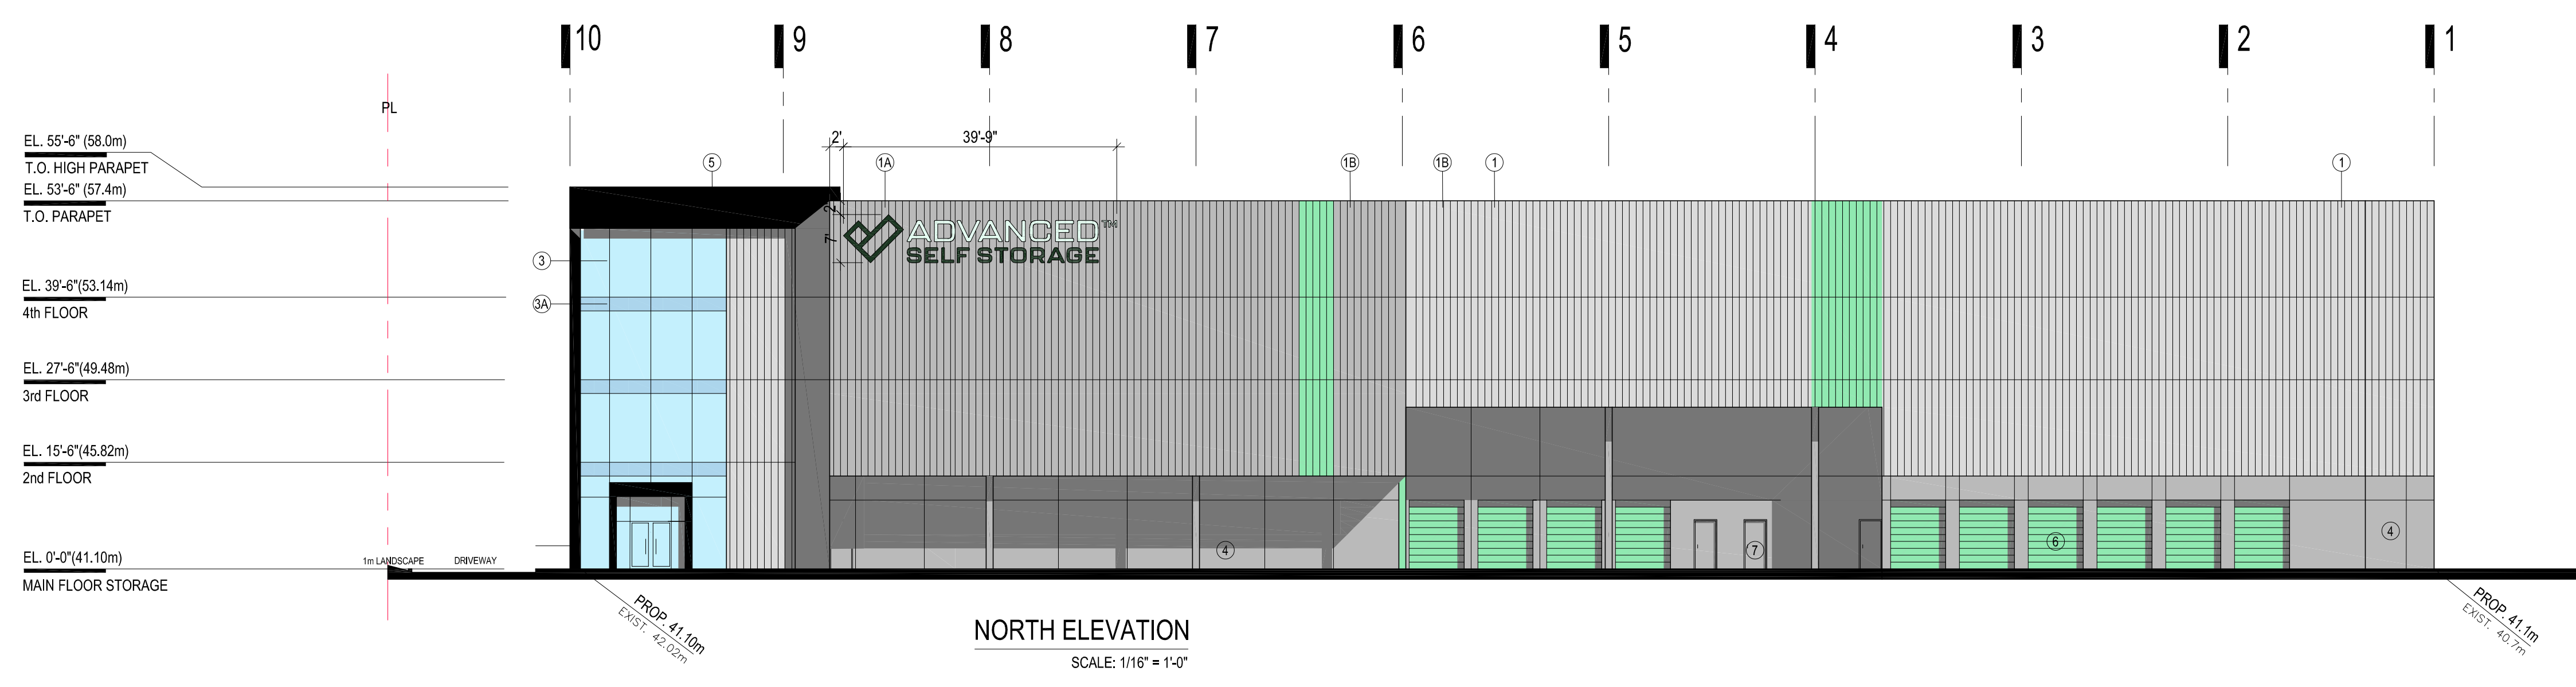 10 9 8 7 6 5 4 3 2 1
PL
EL. 55'-6" (58.0m)
T.O. HIGH PARAPET
EL. 53'-6" (57.4m)
T.O. PARAPET
EL. 39'-6"(53.14m)
4th FLOOR
EL. 27'-6"(49.48m)
3rd FLOOR
EL. 15'-6"(45.82m)
2nd FLOOR
EL. 0'-0"(41.10m)
MAIN FLOOR STORAGE
1m LANDSCAPE
DRIVEWAY
2'
39'-9"
5
1A
1B
1B
1
1
2'
7'
ADVANCED™
SELF STORAGE
3
3A
4
7
6
4
PROP. 41.10m
EXIST. 42.02m
PROP. 41.1m
EXIST. 40.7m
NORTH ELEVATION
SCALE: 1/16" = 1'-0"